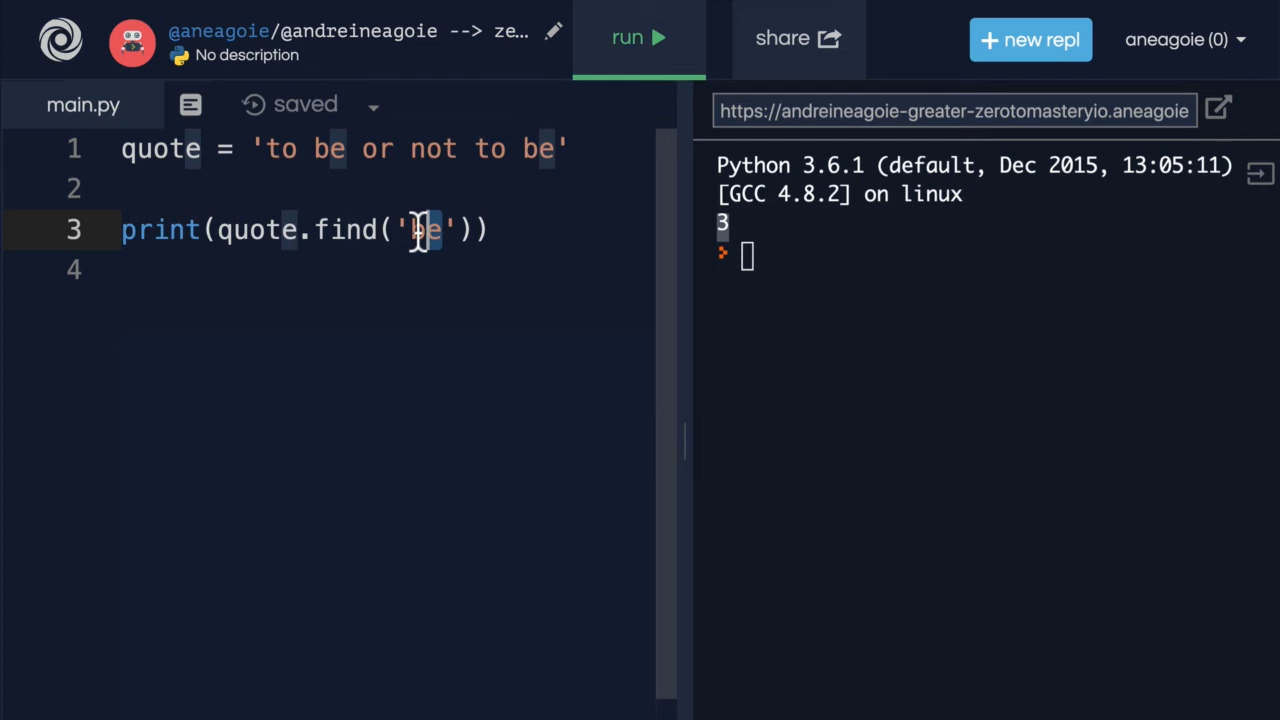 @aneagoie/@andreineagoie --> ze...
No description
run
share
+ new repl
aneagoie (0)
main.py
saved
https://andreineagoie-greater-zerotomasteryio.aneagoie
1 quote = 'to be or not to be'
2
3 print(quote.find('be'))
4
Python 3.6.1 (default, Dec 2015, 13:05:11)
[GCC 4.8.2] on linux
3